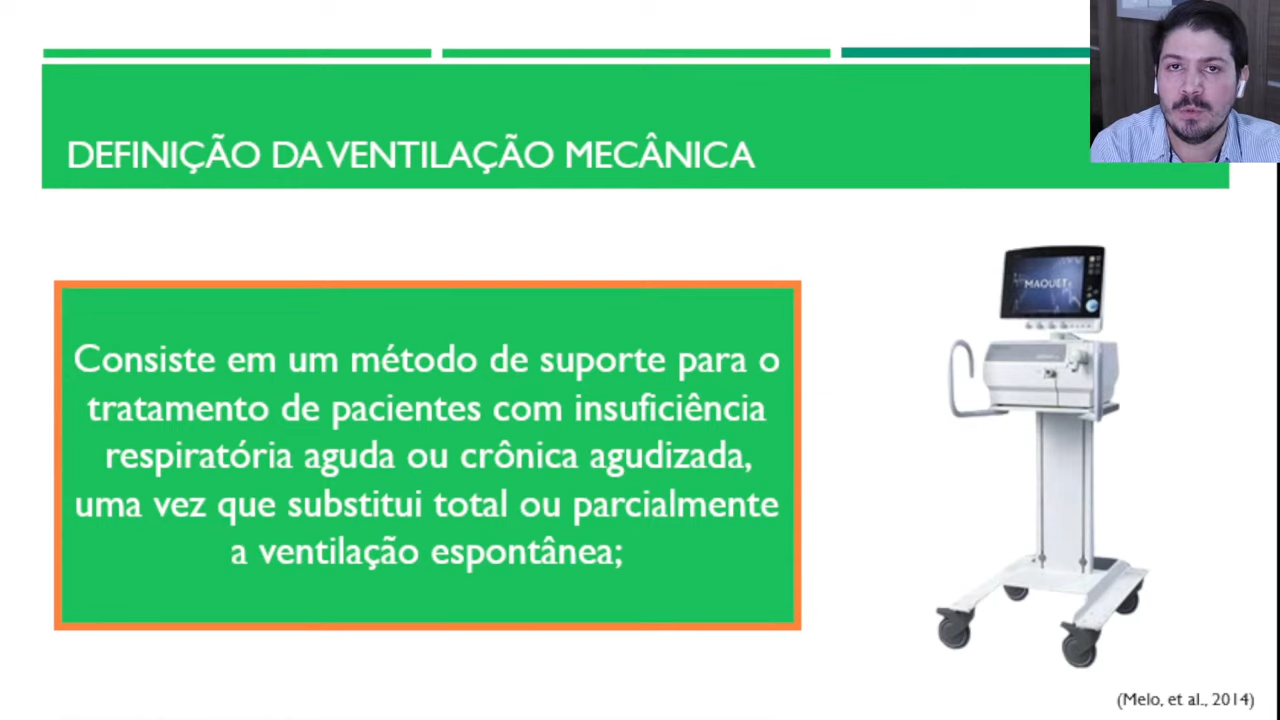 DEFINIÇÃO DA VENTILAÇÃO MECÂNICA
MAQUET
Consiste em um método de suporte para o
tratamento de pacientes com insuficiência
respiratória aguda ou crônica agudizada,
uma vez que substitui total ou parcialmente
a ventilação espontânea;
(Melo, et al., 2014)